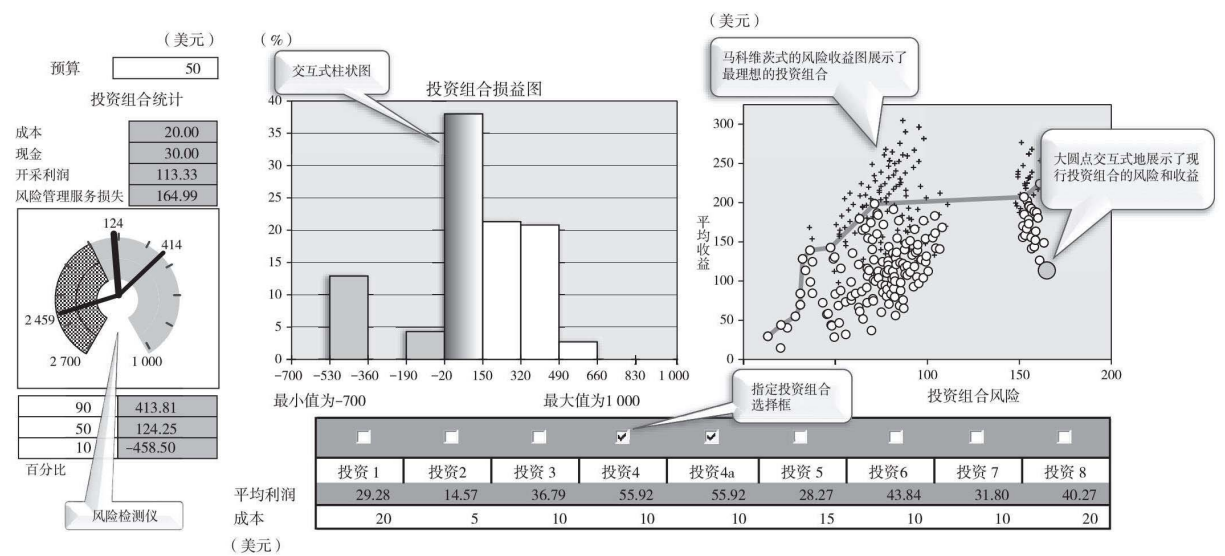 （美元）
预算
50
投资组合统计
成本
20.00
现金
30.00
开采利润
113.33
风险管理服务损失
164.99
124
414
2 459
2 700
1 000
90
413.81
50
124.25
10
-458.50
百分比
风险检测仪
（%）
交互式柱状图
投资组合损益图
40
35
30
25
20
15
10
5
0
-700
-530
-360
-190
-20
150
320
490
660
830
1 000
最小值为-700
最大值为1 000
（美元）
马科维茨式的风险收益图展示了
最理想的投资组合
大圆点交互式地展示了现
行投资组合的风险和收益
平均收益
300
250
200
150
100
50
0
100
150
200
投资组合风险
指定投资组合
选择框
投资 1
投资2
投资 3
投资4
投资4a
投资 5
投资6
投资 7
投资 8
平均利润
29.28
14.57
36.79
55.92
55.92
28.27
43.84
31.80
40.27
成本
20
5
10
10
10
15
10
10
20
（美元）